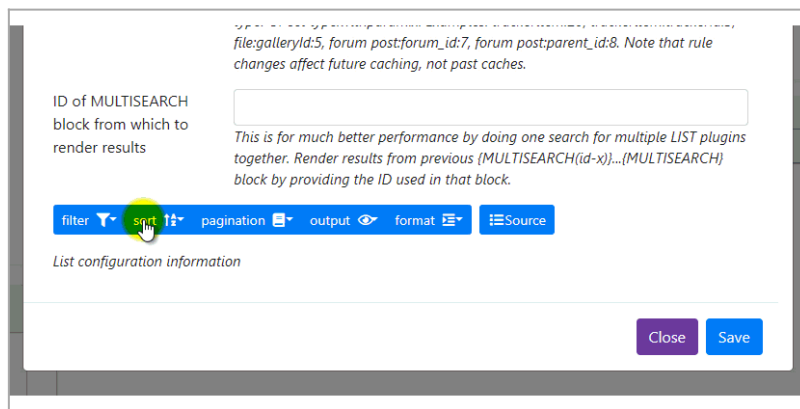 file:galleryId:5, forum post:forum_id:7, forum post:parent_id:8. Note that rule
changes affect future caching, not past caches.
ID of MULTISEARCH
block from which to
render results
This is for much better performance by doing one search for multiple LIST plugins
together. Render results from previous {MULTISEARCH(id-x)}...{MULTISEARCH}
block by providing the ID used in that block.
filter sort pagination output format Source
List configuration information
Close Save